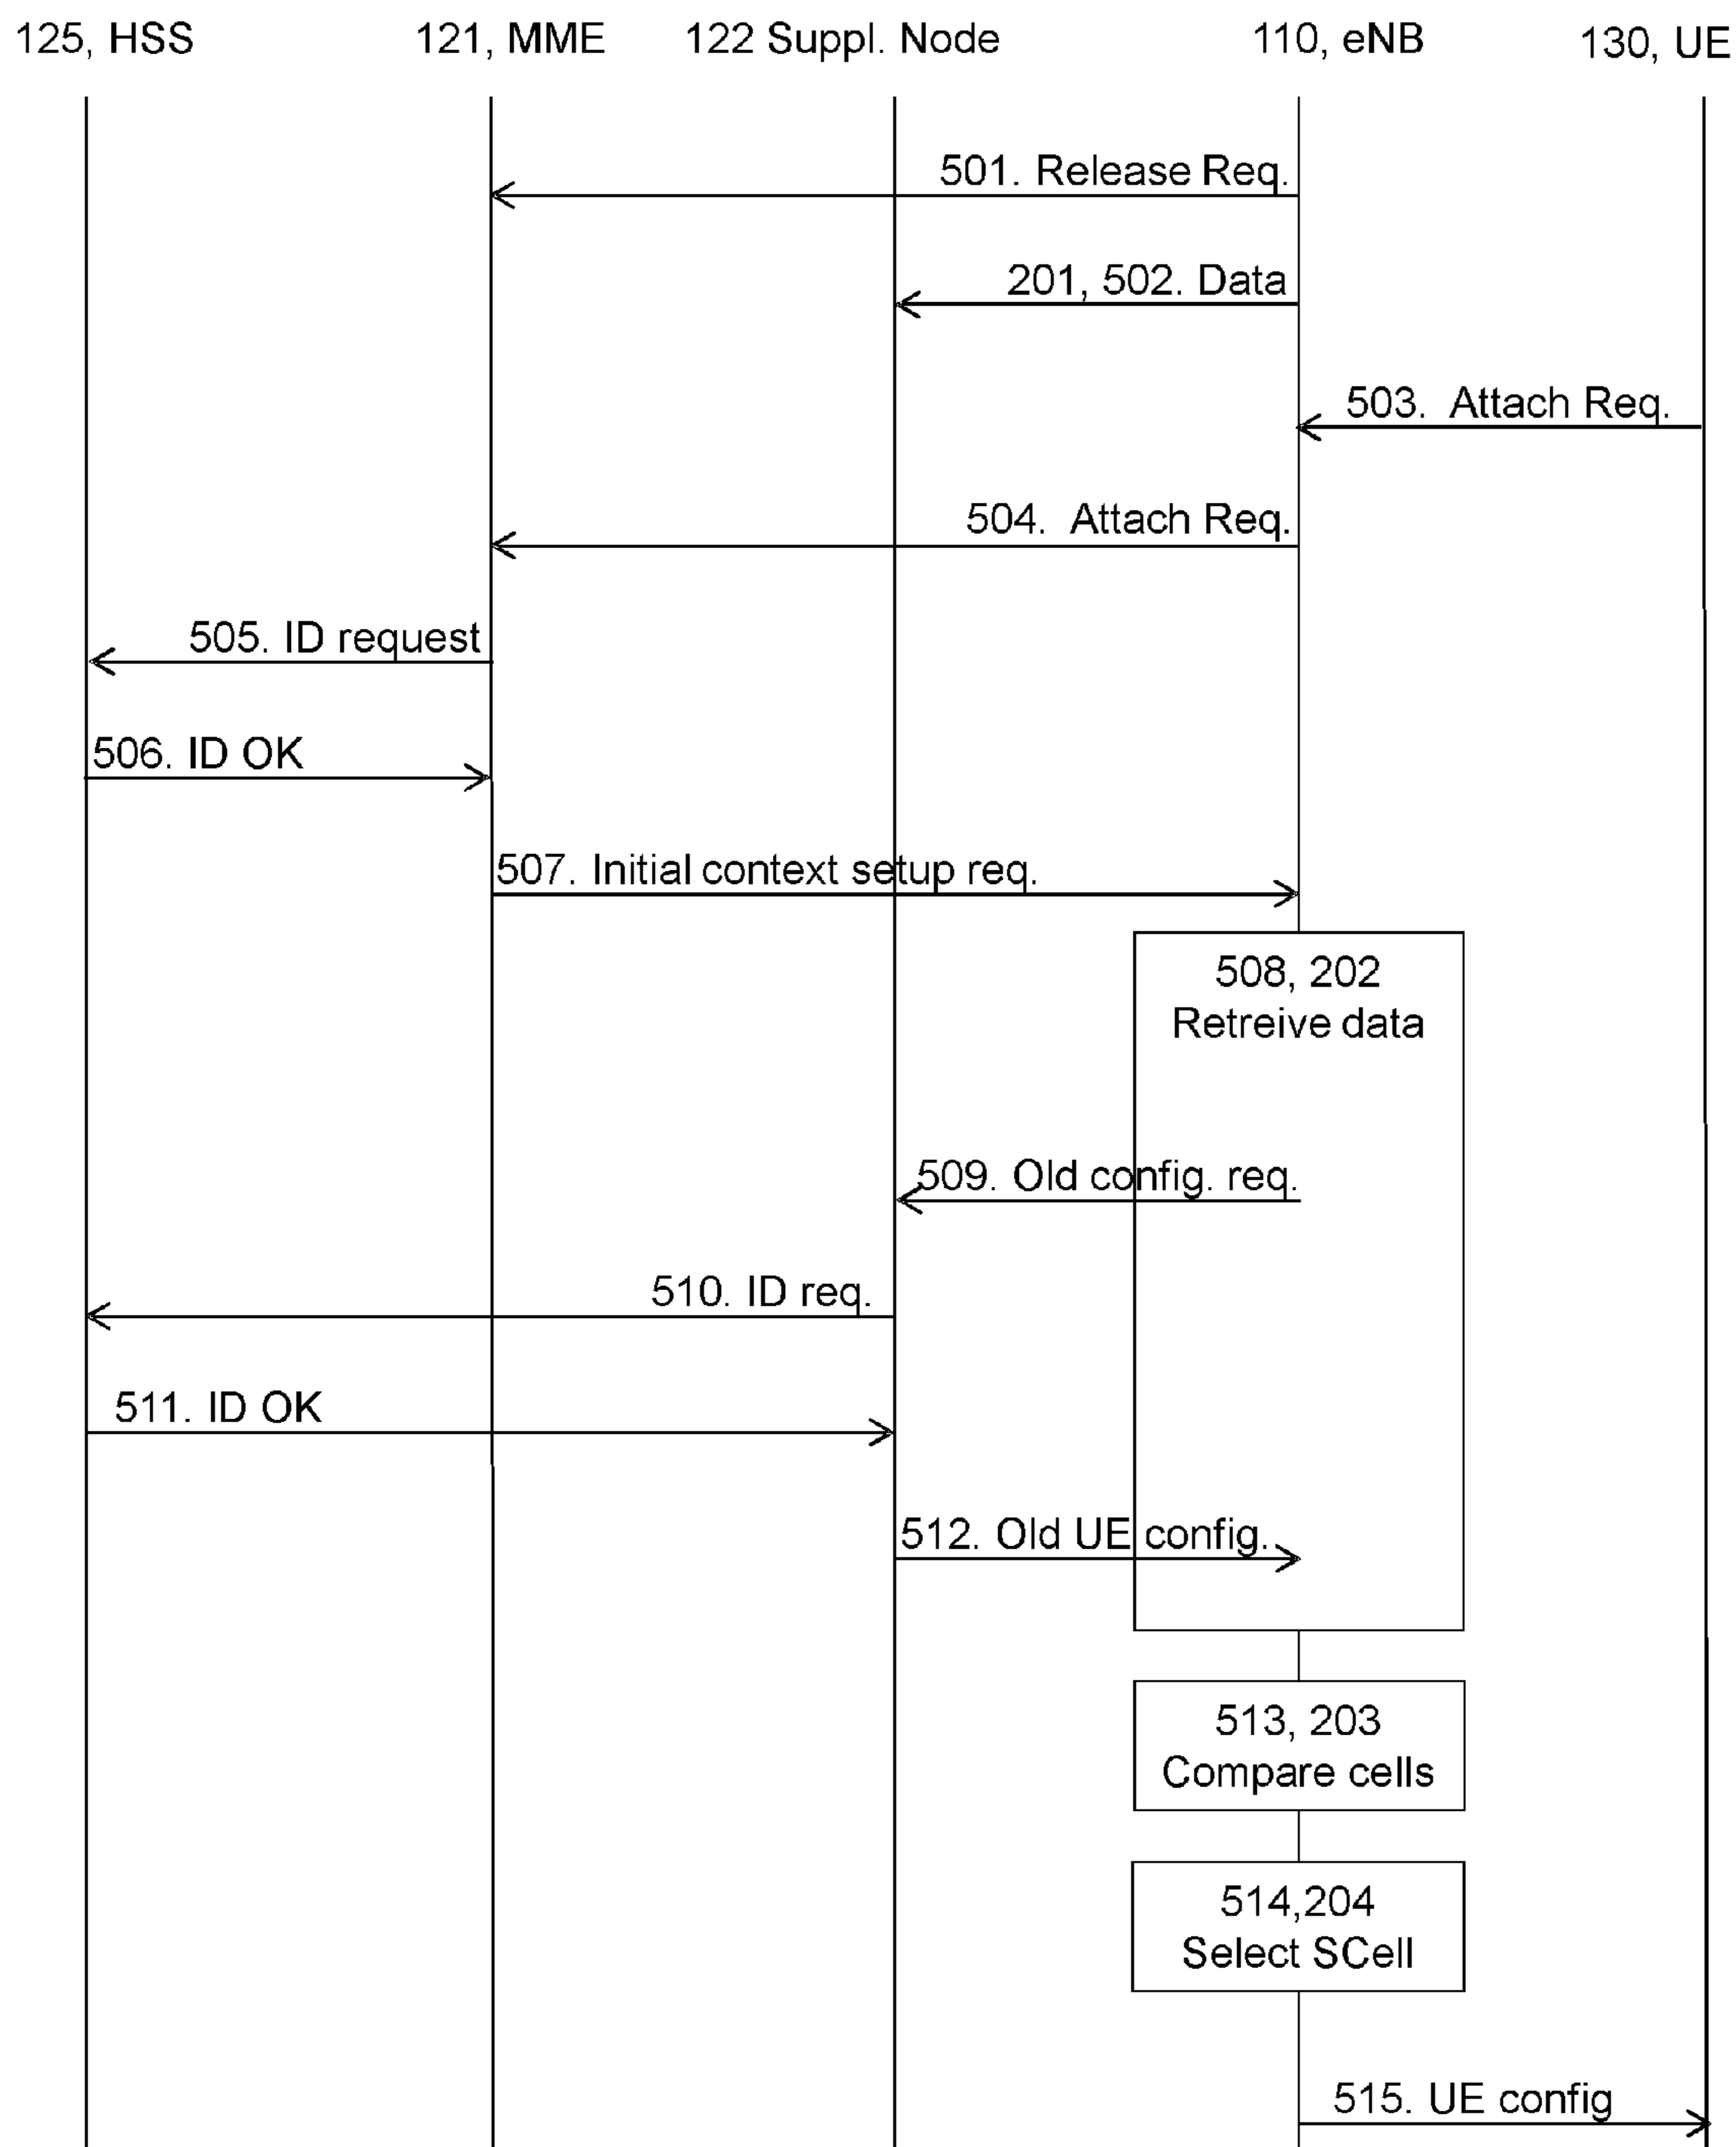 125, HSS
121, MME
122 Suppl. Node
110, eNB
130, UE
501. Release Req.
201, 502. Data
503. Attach Req.
504. Attach Req.
505. ID request
506. ID OK
507. Initial context setup req.
508, 202
Retreive data
509. Old config. req.
510. ID req.
511. ID OK
512. Old UE config.
513, 203
Compare cells
514,204
Select SCell
515. UE config